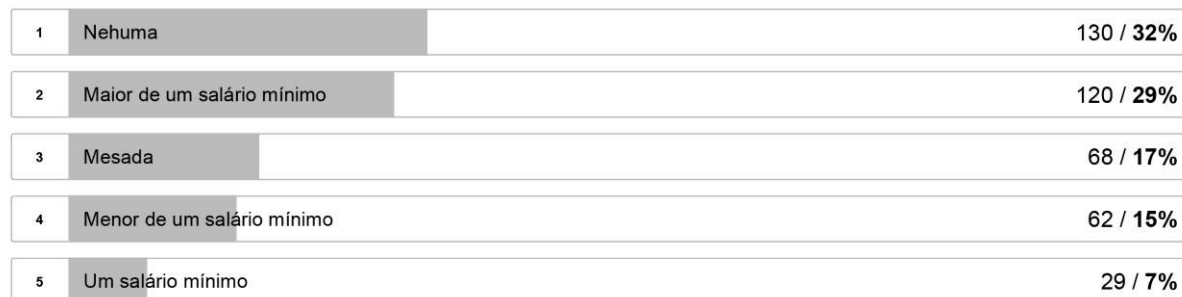 1 Nehuma 130 / 32%
2 Maior de um salário mínimo 120 / 29%
3 Mesada 68 / 17%
4 Menor de um salário mínimo 62 / 15%
5 Um salário mínimo 29 / 7%